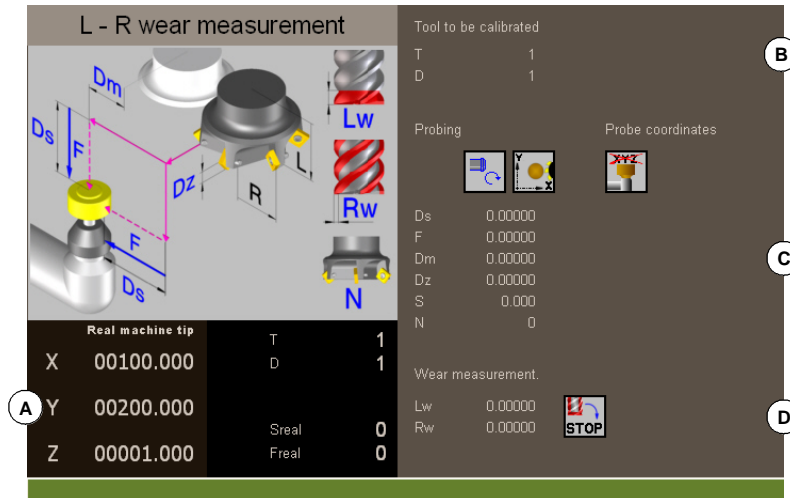 L - R wear measurement
Dm
Ds
F
Dz
L
R
F
Ds
Lw
Rw
N
Real machine tip
X 00100.000
Y 00200.000
Z 00001.000
T 1
D 1
Sreal 0
Freal 0
A
Tool to be calibrated
T 1
D 1
B
Probing Probe coordinates
Y
X
XYZ
Ds 0.00000
F 0.00000
Dm 0.00000
Dz 0.00000
S 0.000
N 0
C
Wear measurement.
Lw 0.00000
Rw 0.00000
STOP
D